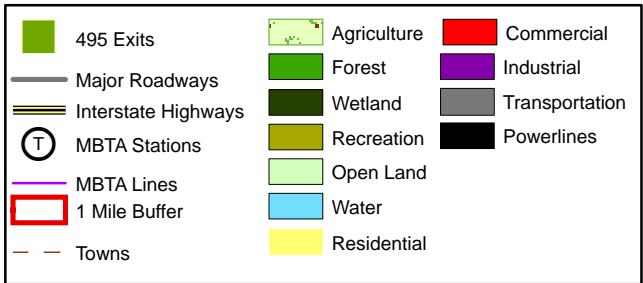 495 Exits
Major Roadways
Interstate Highways
T MBTA Stations
MBTA Lines
1 Mile Buffer
Towns
Agriculture
Forest
Wetland
Recreation
Open Land
Water
Residential
Commercial
Industrial
Transportation
Powerlines